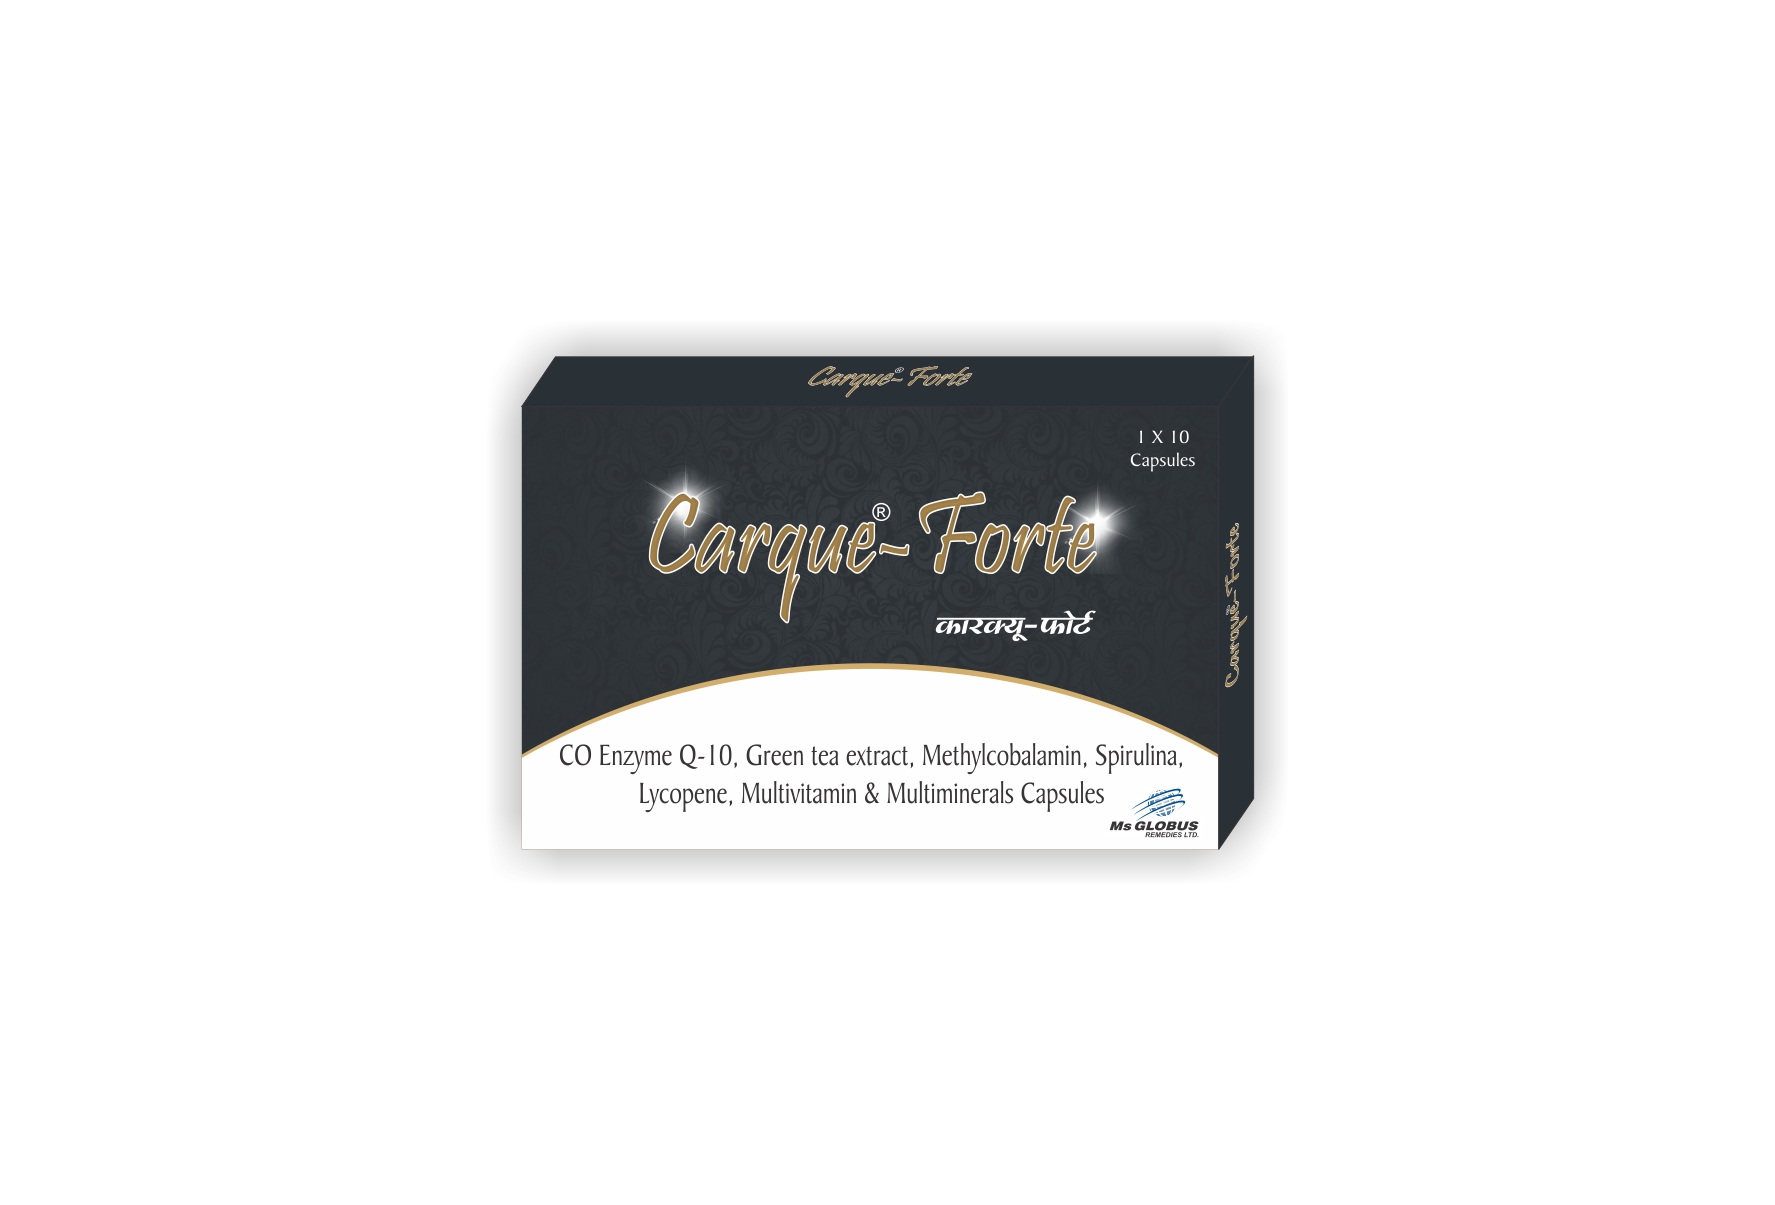 Carque®-Forte
1 X 10
Capsules
Carque®-Forte
कारक्यू-फोर्ट
Carque®-Forte
CO Enzyme Q-10, Green tea extract, Methylcobalamin, Spirulina,
Lycopene, Multivitamin & Multiminerals Capsules
Ms GLOBUS
REMEDIES LTD.